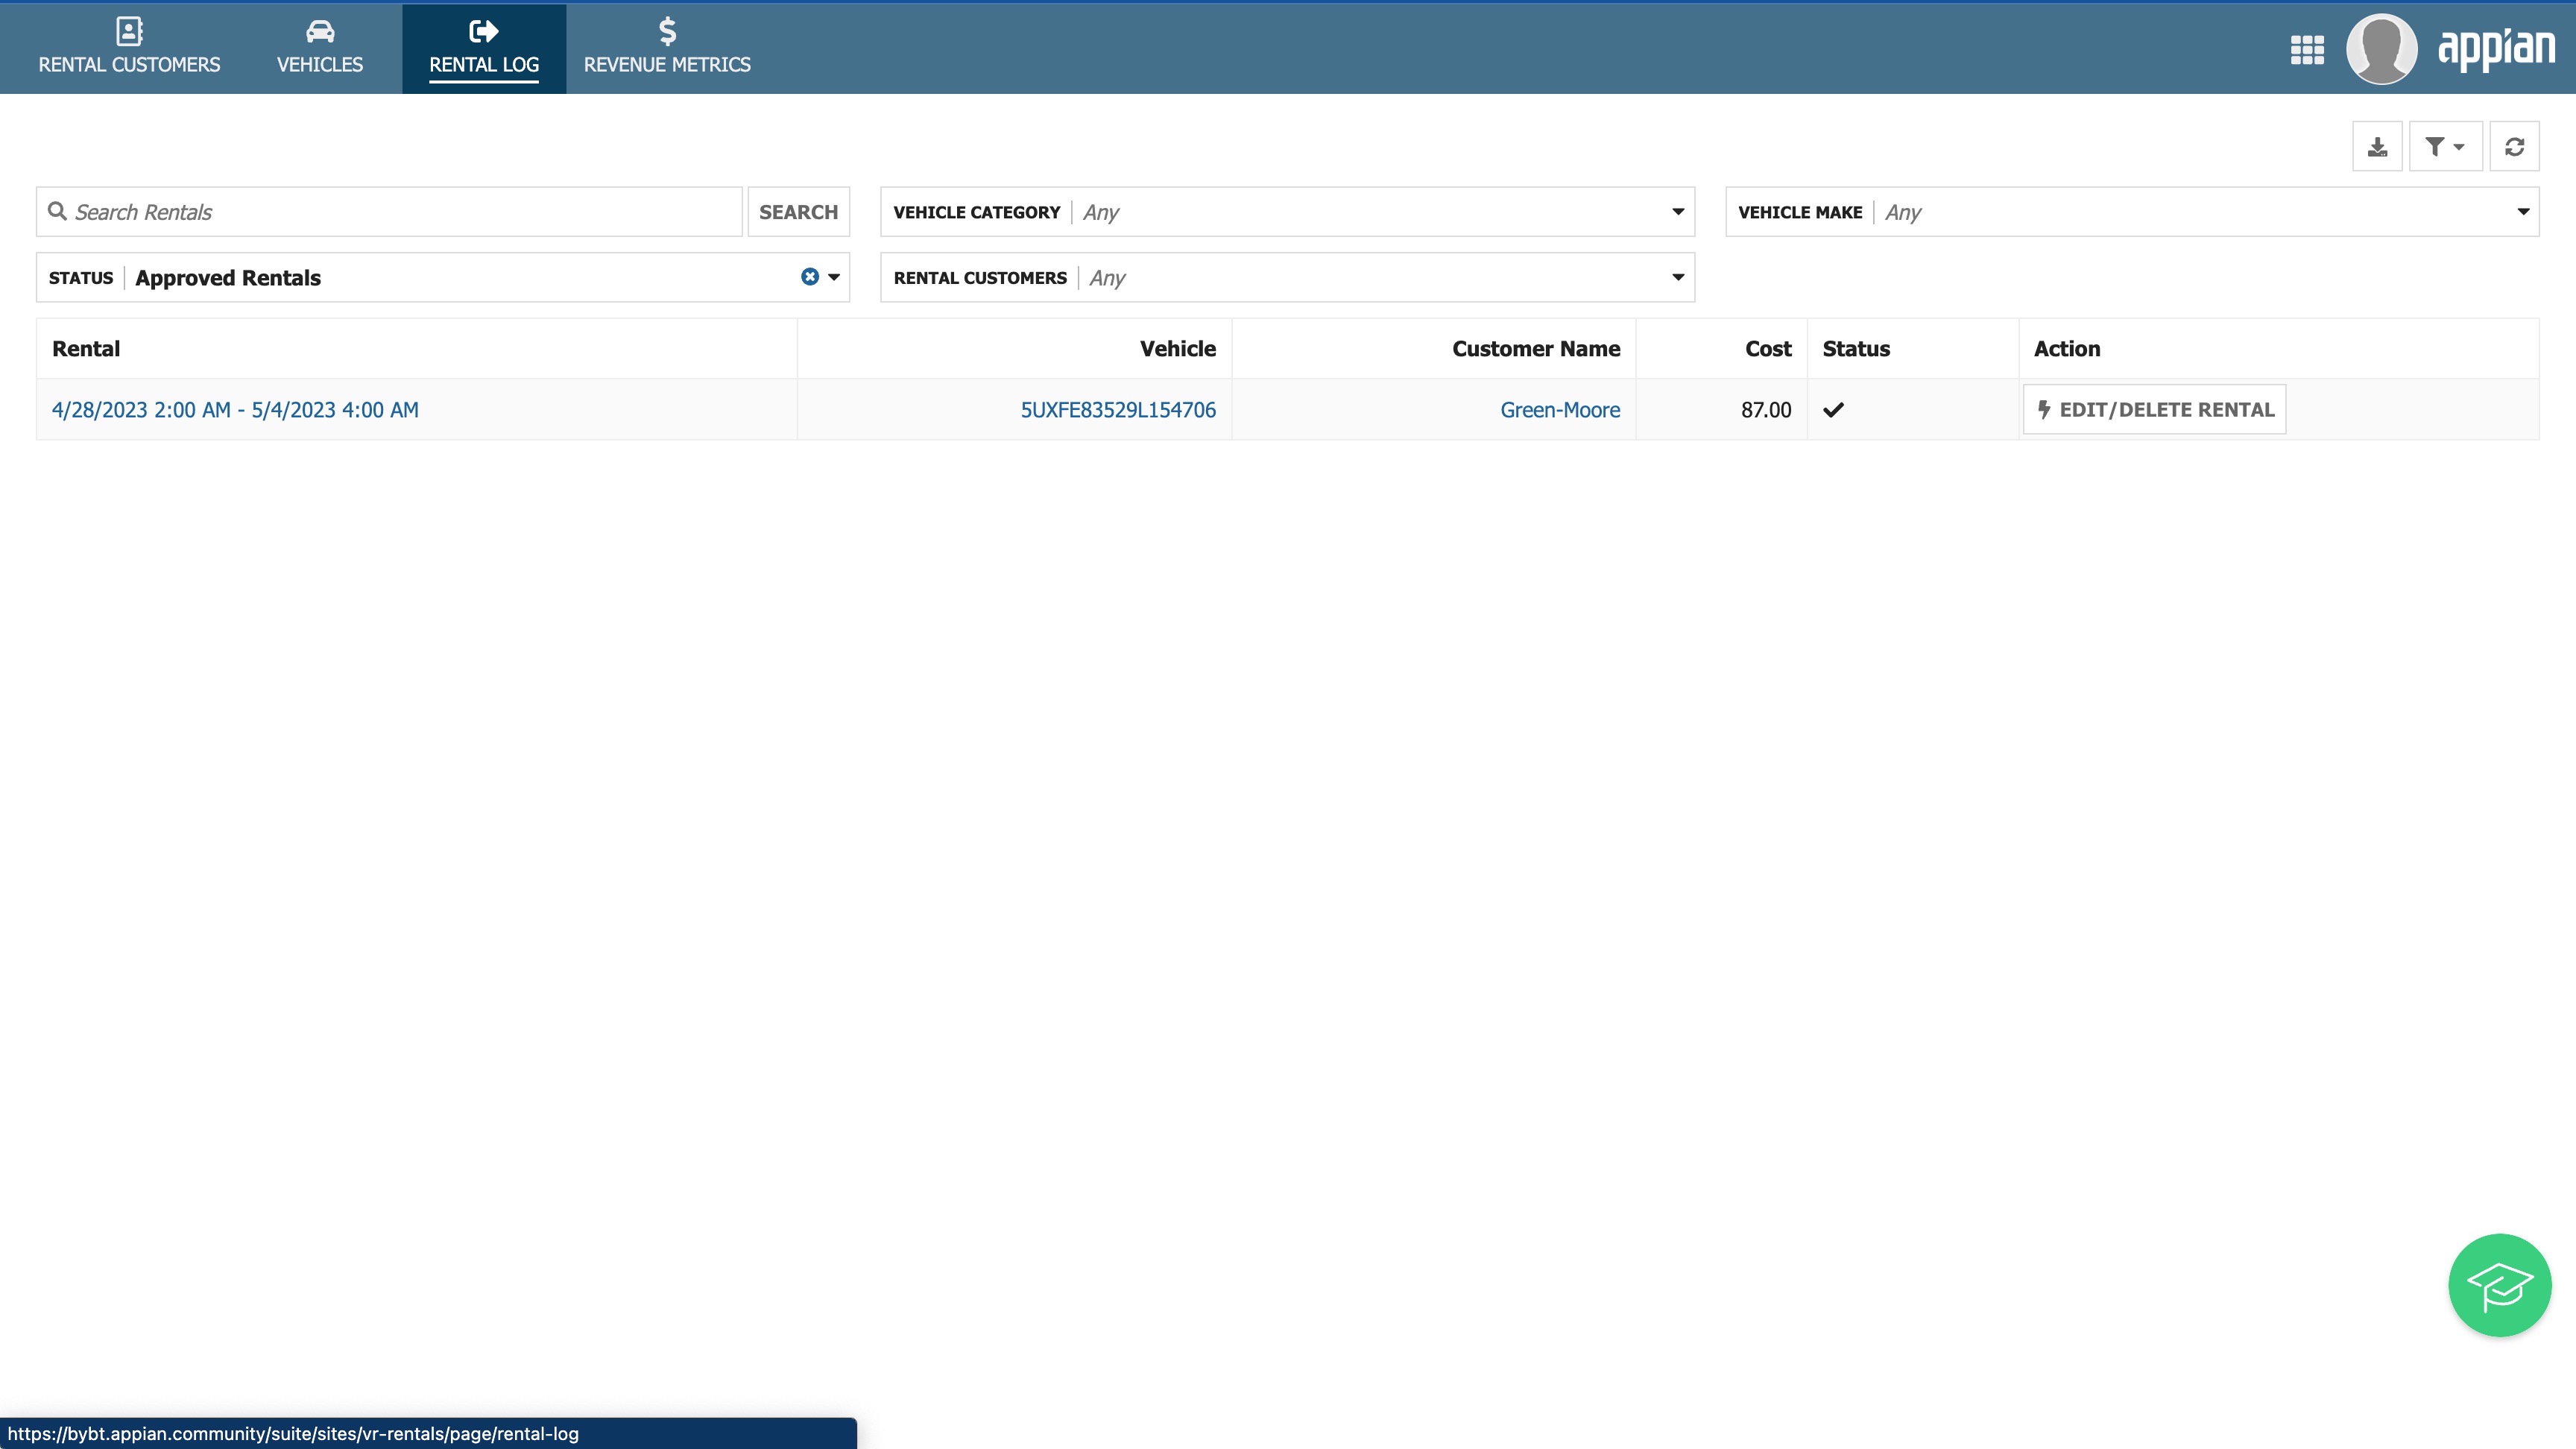 RENTAL CUSTOMERS
VEHICLES
RENTAL LOG
REVENUE METRICS
appian
Search Rentals
SEARCH
VEHICLE CATEGORY Any
VEHICLE MAKE Any
STATUS Approved Rentals
RENTAL CUSTOMERS Any
Rental Vehicle Customer Name Cost Status Action
4/28/2023 2:00 AM - 5/4/2023 4:00 AM 5UXFE83529L154706 Green-Moore 87.00 EDIT/DELETE RENTAL
https://bybt.appian.community/suite/sites/vr-rentals/page/rental-log